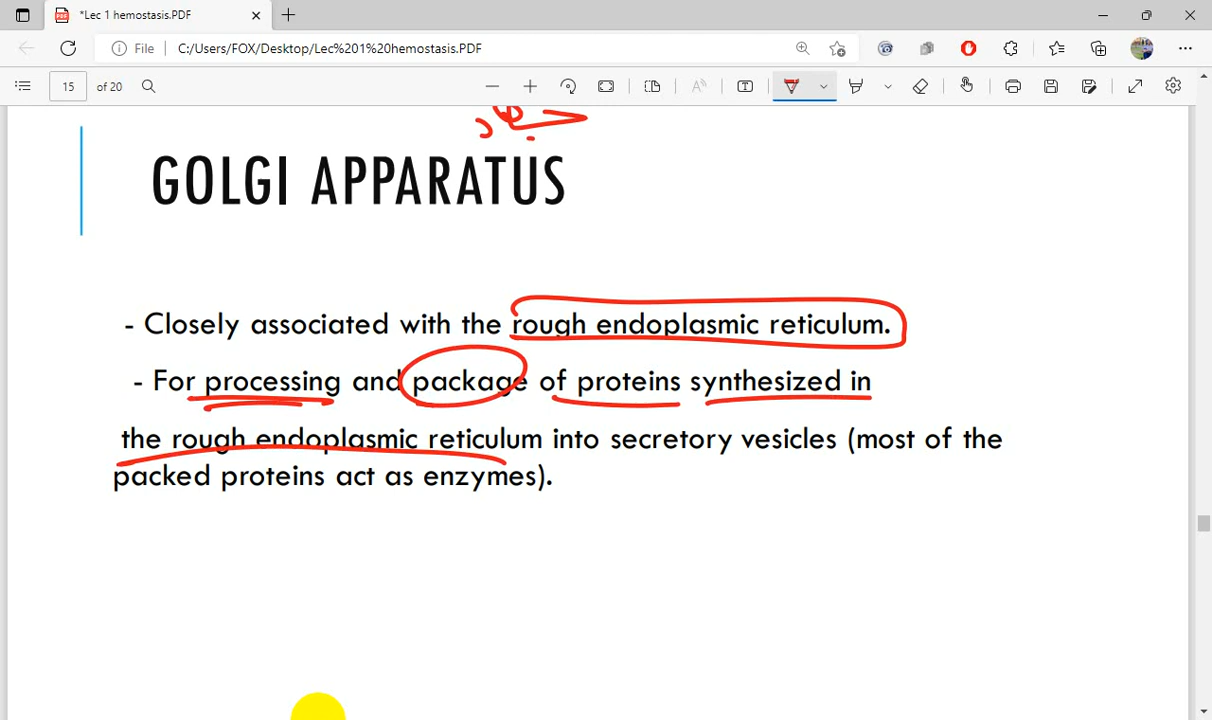 *Lec 1 hemostasis.PDF
File C:/Users/FOX/Desktop/Lec%201%20hemostasis.PDF
15 of 20
GOLGI APPARATUS
- Closely associated with the rough endoplasmic reticulum.
- For processing and package of proteins synthesized in
the rough endoplasmic reticulum into secretory vesicles (most of the
packed proteins act as enzymes).